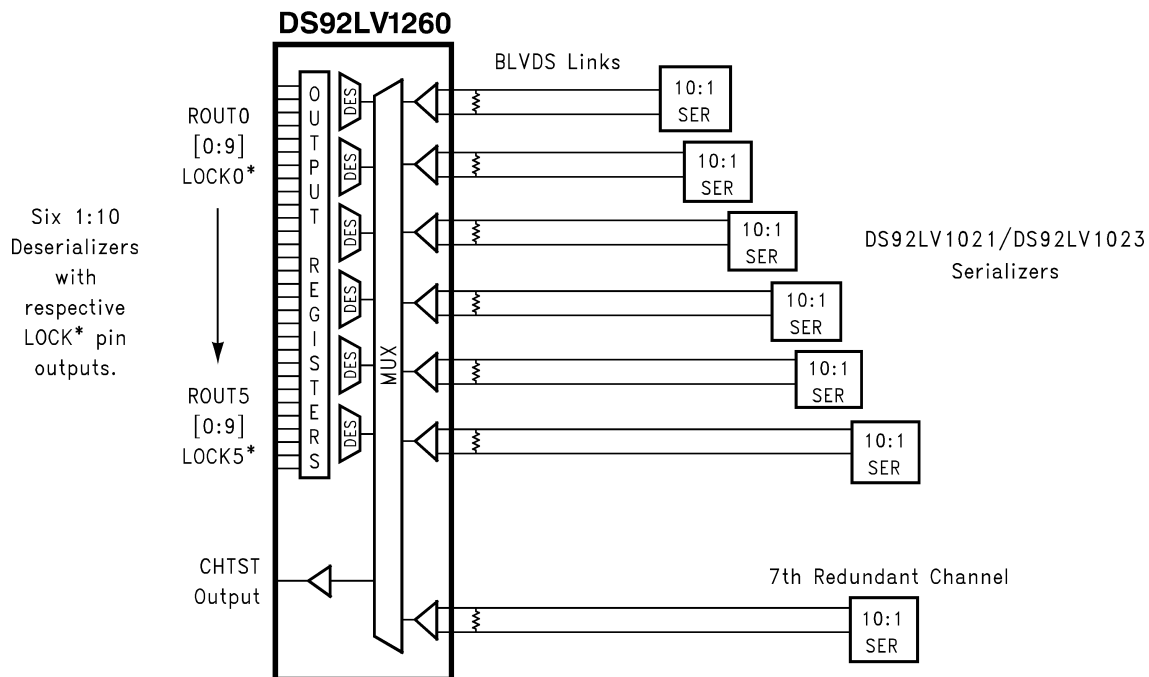 DS92LV1260
BLVDS Links
ROUT0
[0:9]
LOCK0*
Six 1:10
Deserializers
with
respective
LOCK* pin
outputs.
ROUT5
[0:9]
LOCK5*
OUTPUT REGISTERS
DES
DES
DES
DES
DES
DES
MUX
10:1
SER
10:1
SER
10:1
SER
10:1
SER
10:1
SER
10:1
SER
DS92LV1021/DS92LV1023
Serializers
CHTST
Output
7th Redundant Channel
10:1
SER